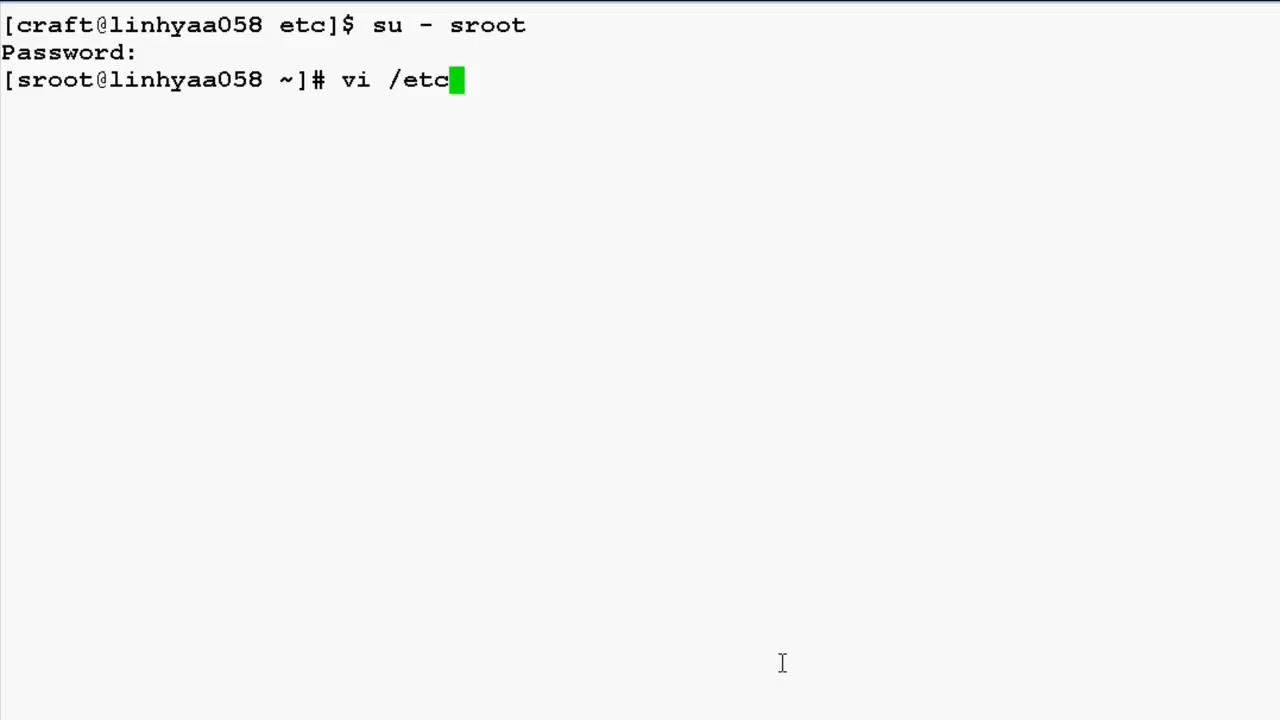 [craft@linhyaa058 etc]$ su - sroot
Password:
[sroot@linhyaa058 ~]# vi /etc